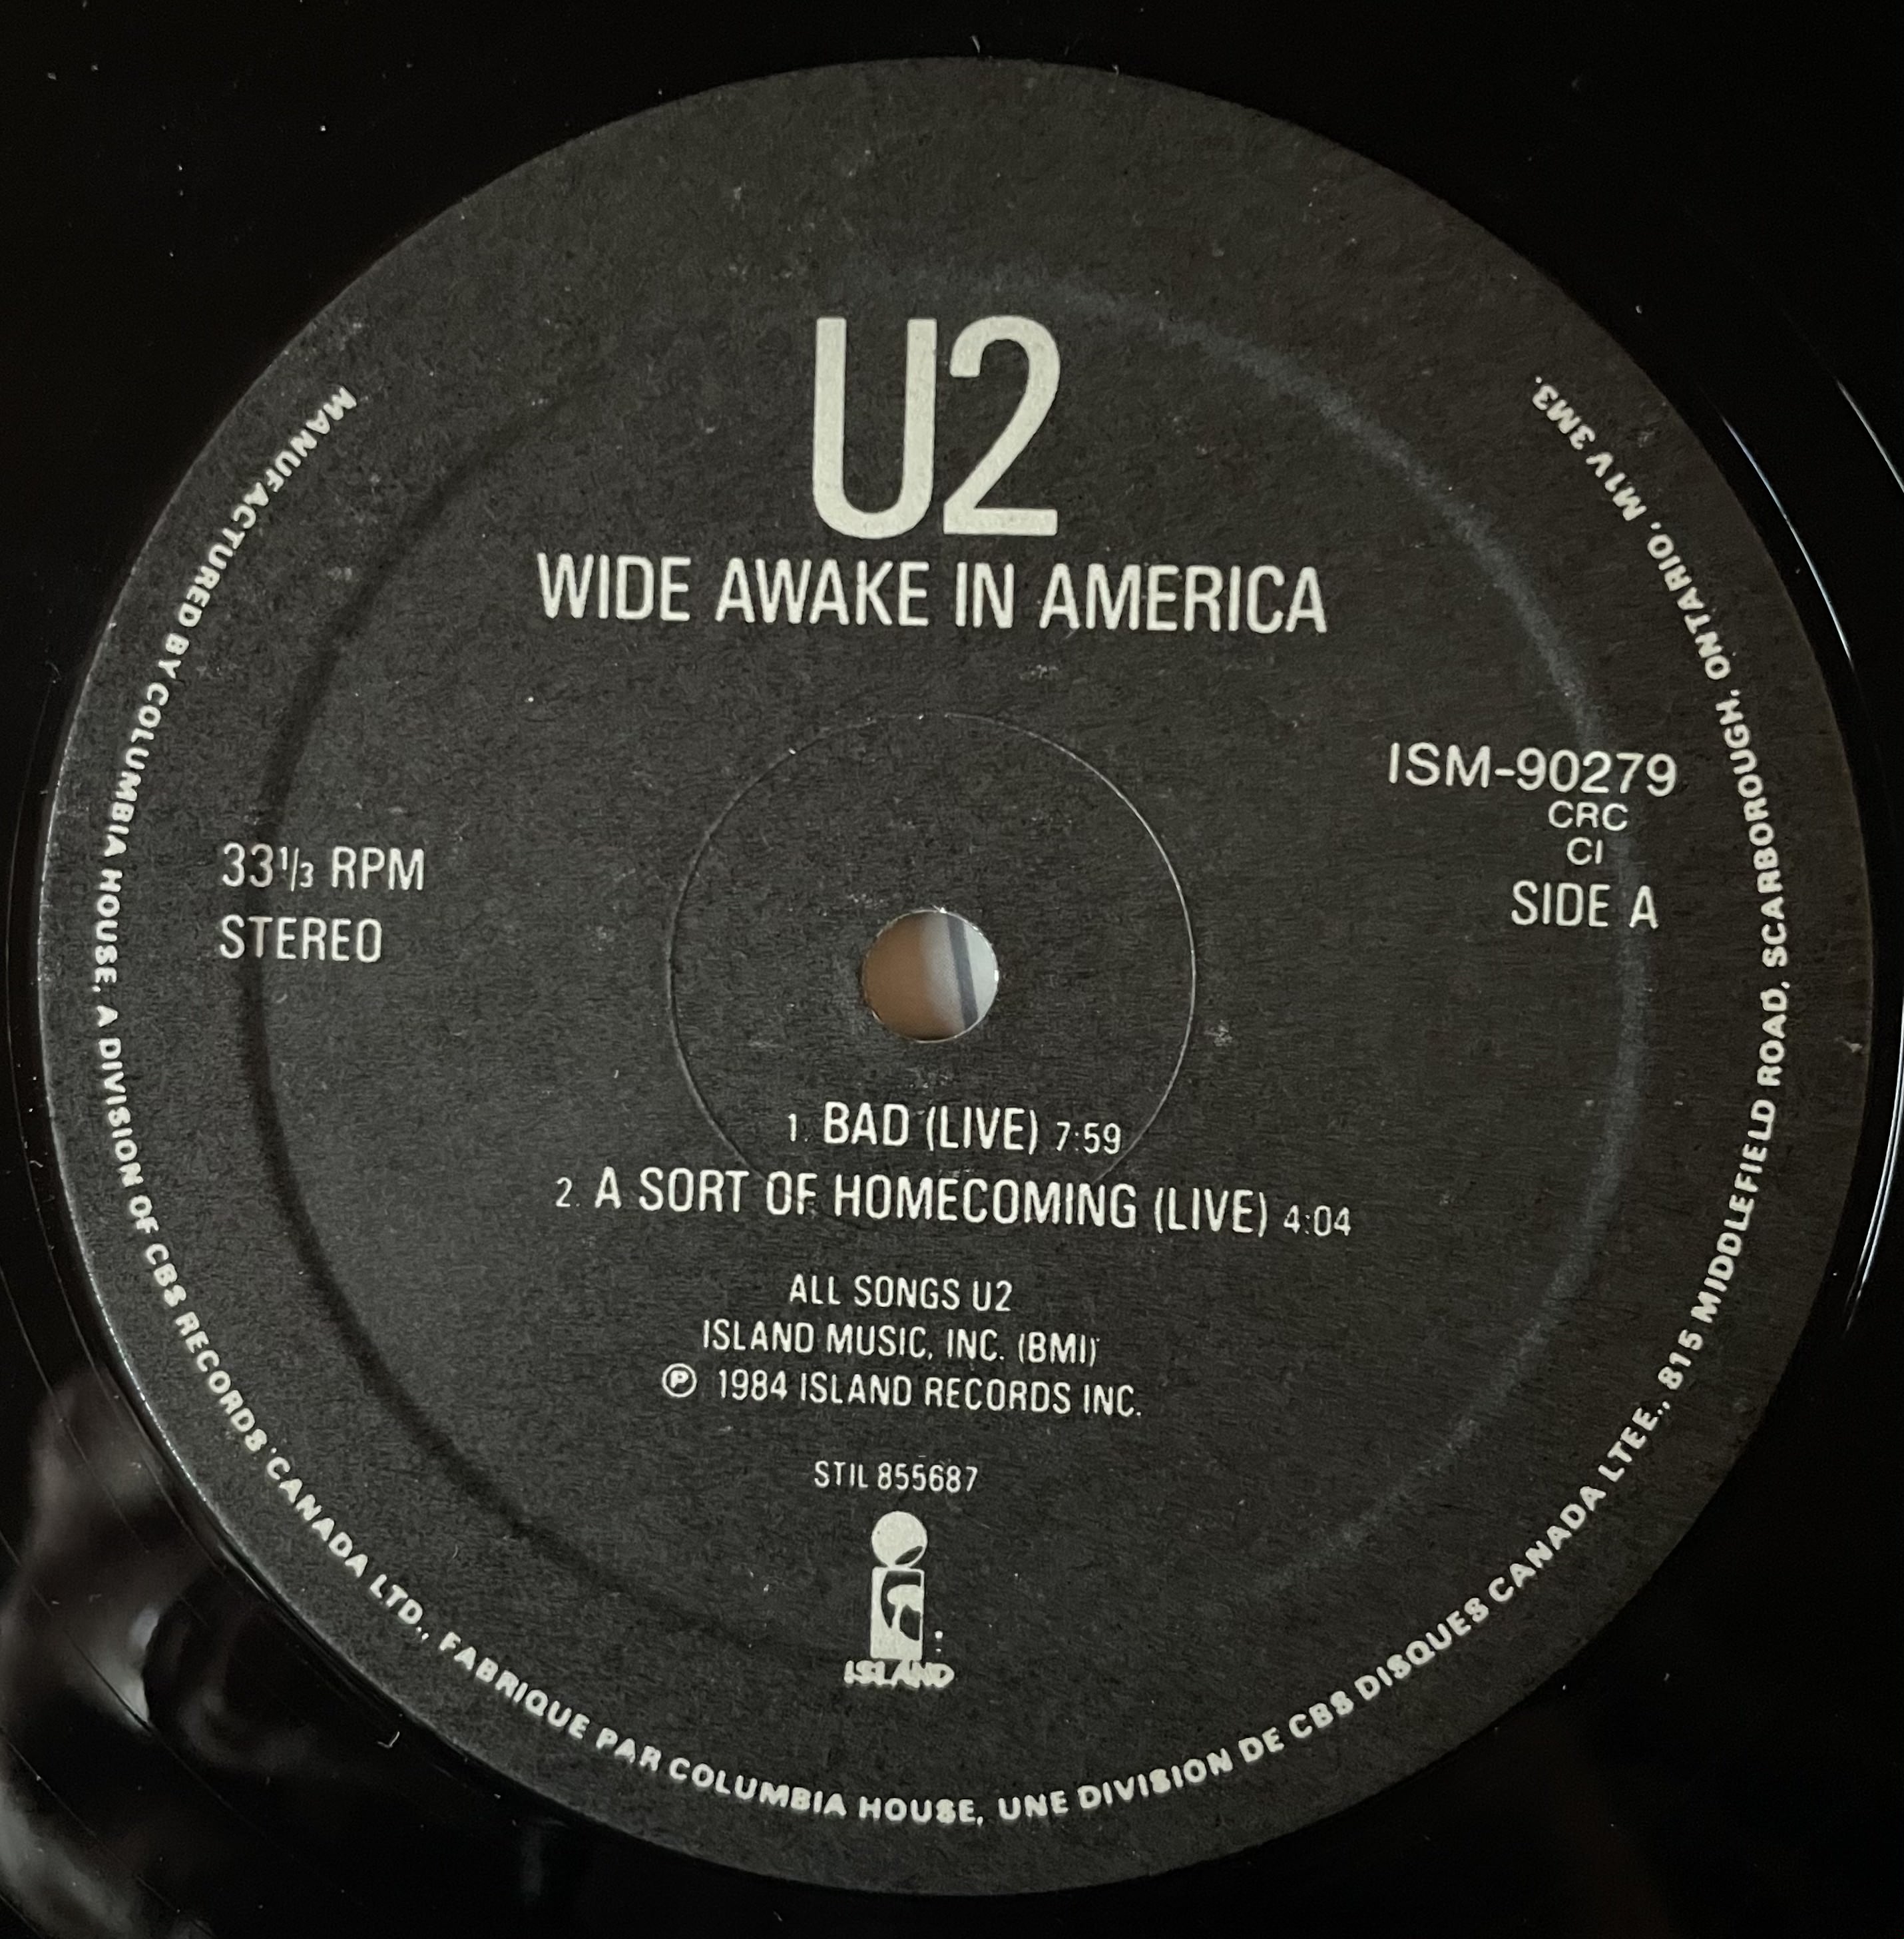 U2
WIDE AWAKE IN AMERICA
ISM-90279
CRC
CI
SIDE A
33 1/3 RPM
STEREO
1. BAD (LIVE) 7:59
2. A SORT OF HOMECOMING (LIVE) 4:04
ALL SONGS U2
ISLAND MUSIC, INC. (BMI)
Ⓟ 1984 ISLAND RECORDS INC.
STIL 855687
ISLAND
MANUFACTURED BY COLUMBIA HOUSE, A DIVISION OF CBS RECORDS CANADA LTD., FABRIQUE PAR COLUMBIA HOUSE, UNE DIVISION DE CBS DISQUES CANADA LTEE., 815 MIDDLEFIELD ROAD, SCARBOROUGH, ONTARIO, M1V 3M3.